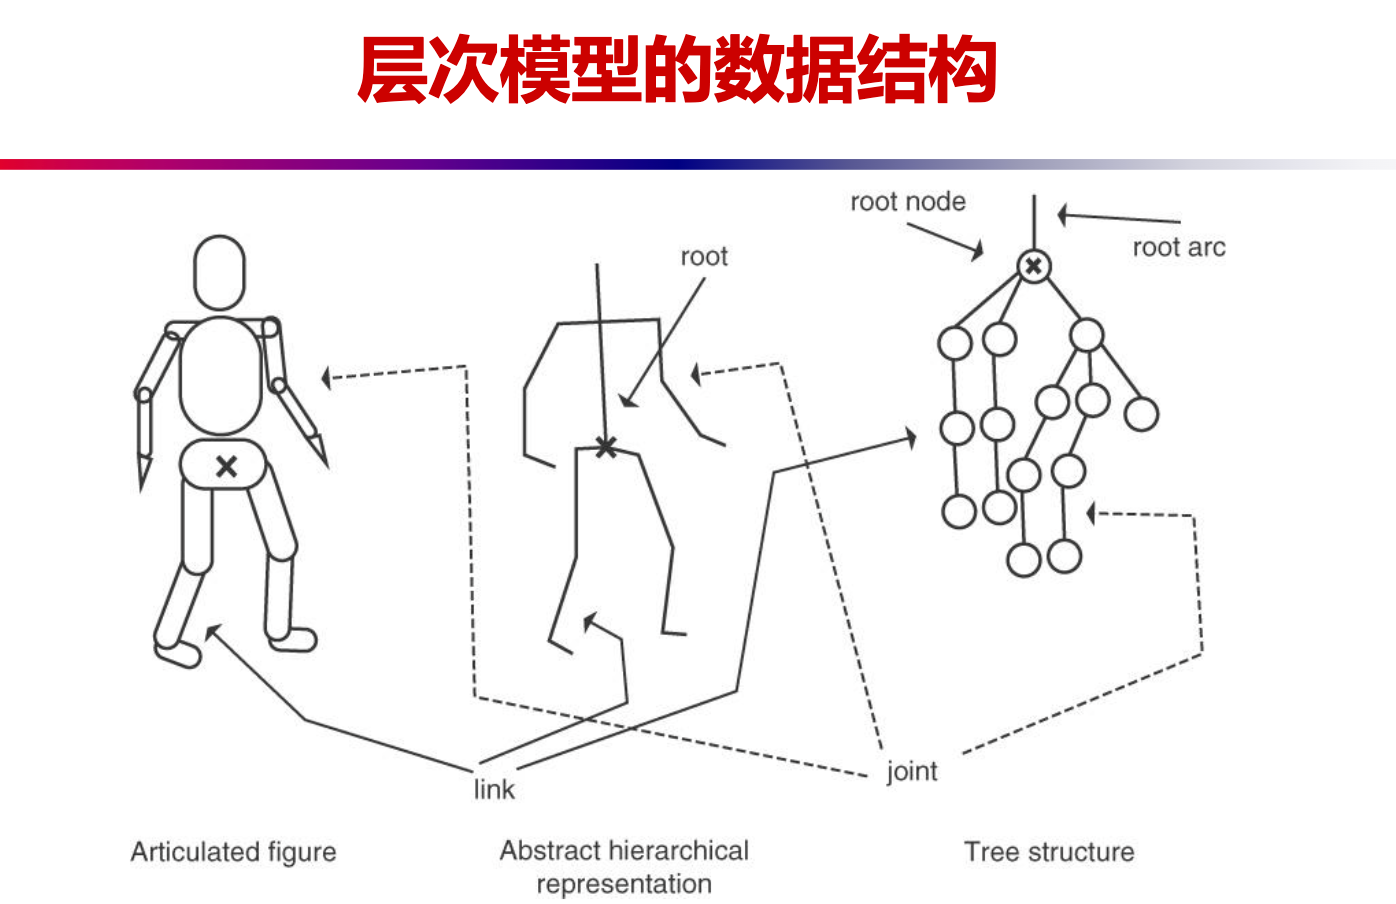 层次模型的数据结构
root node
root arc
root
link
joint
Articulated figure
Abstract hierarchical
representation
Tree structure